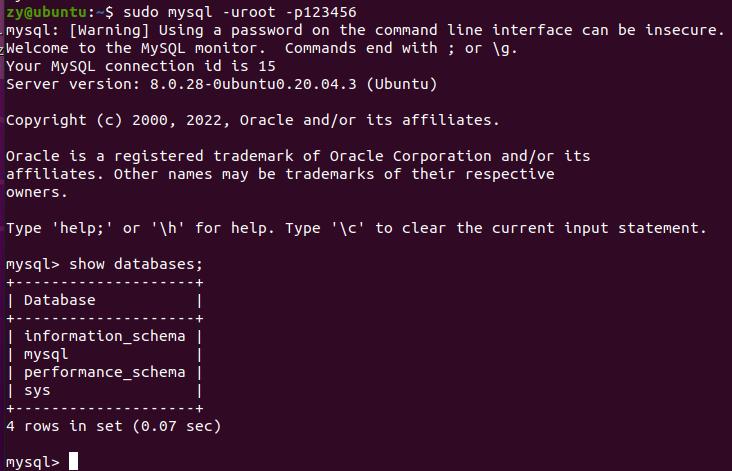 zy@ubuntu:~$ sudo mysql -uroot -p123456
mysql: [Warning] Using a password on the command line interface can be insecure.
Welcome to the MySQL monitor.  Commands end with ; or \g.
Your MySQL connection id is 15
Server version: 8.0.28-0ubuntu0.20.04.3 (Ubuntu)

Copyright (c) 2000, 2022, Oracle and/or its affiliates.

Oracle is a registered trademark of Oracle Corporation and/or its
affiliates. Other names may be trademarks of their respective
owners.

Type 'help;' or '\h' for help. Type '\c' to clear the current input statement.

mysql> show databases;
+--------------------+
| Database           |
+--------------------+
| information_schema |
| mysql              |
| performance_schema |
| sys                |
+--------------------+
4 rows in set (0.07 sec)

mysql>